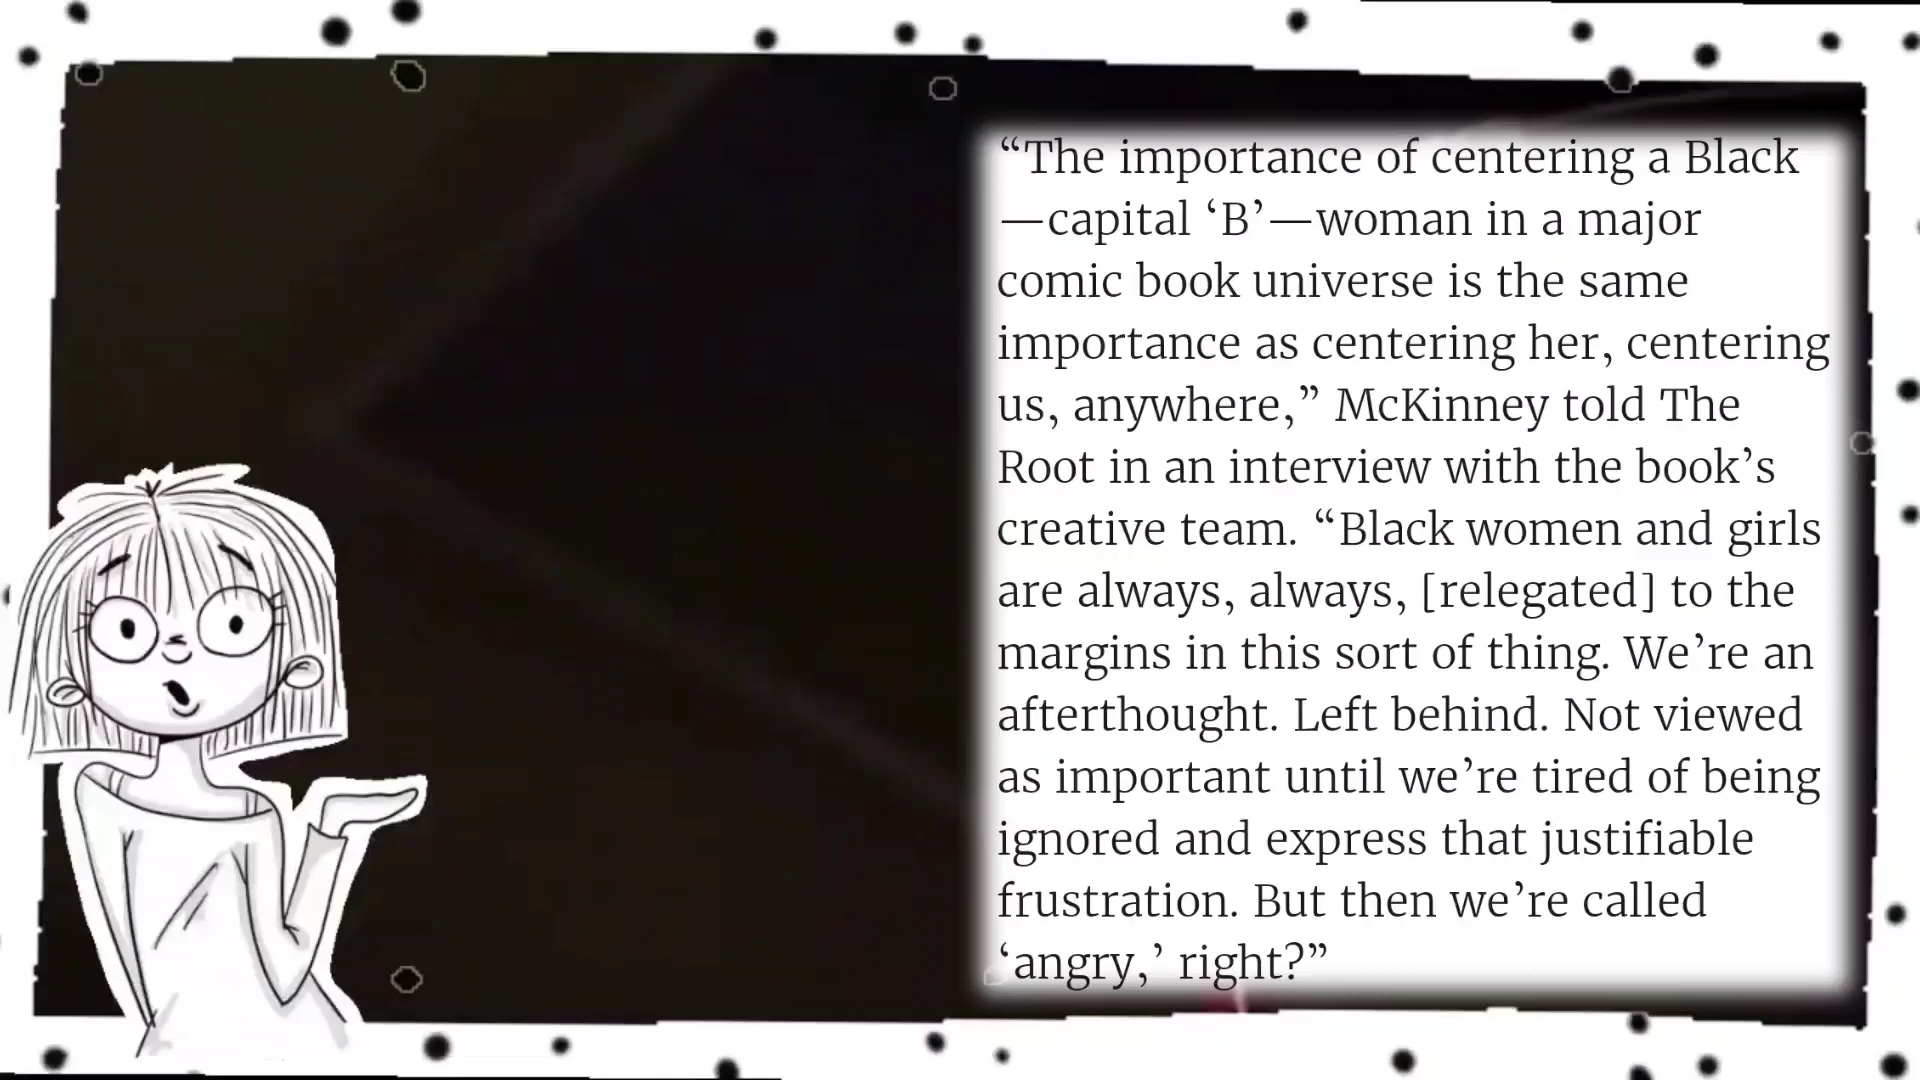 “The importance of centering a Black
—capital ‘B’—woman in a major
comic book universe is the same
importance as centering her, centering
us, anywhere,” McKinney told The
Root in an interview with the book’s
creative team. “Black women and girls
are always, always, [relegated] to the
margins in this sort of thing. We’re an
afterthought. Left behind. Not viewed
as important until we’re tired of being
ignored and express that justifiable
frustration. But then we’re called
‘angry,’ right?”